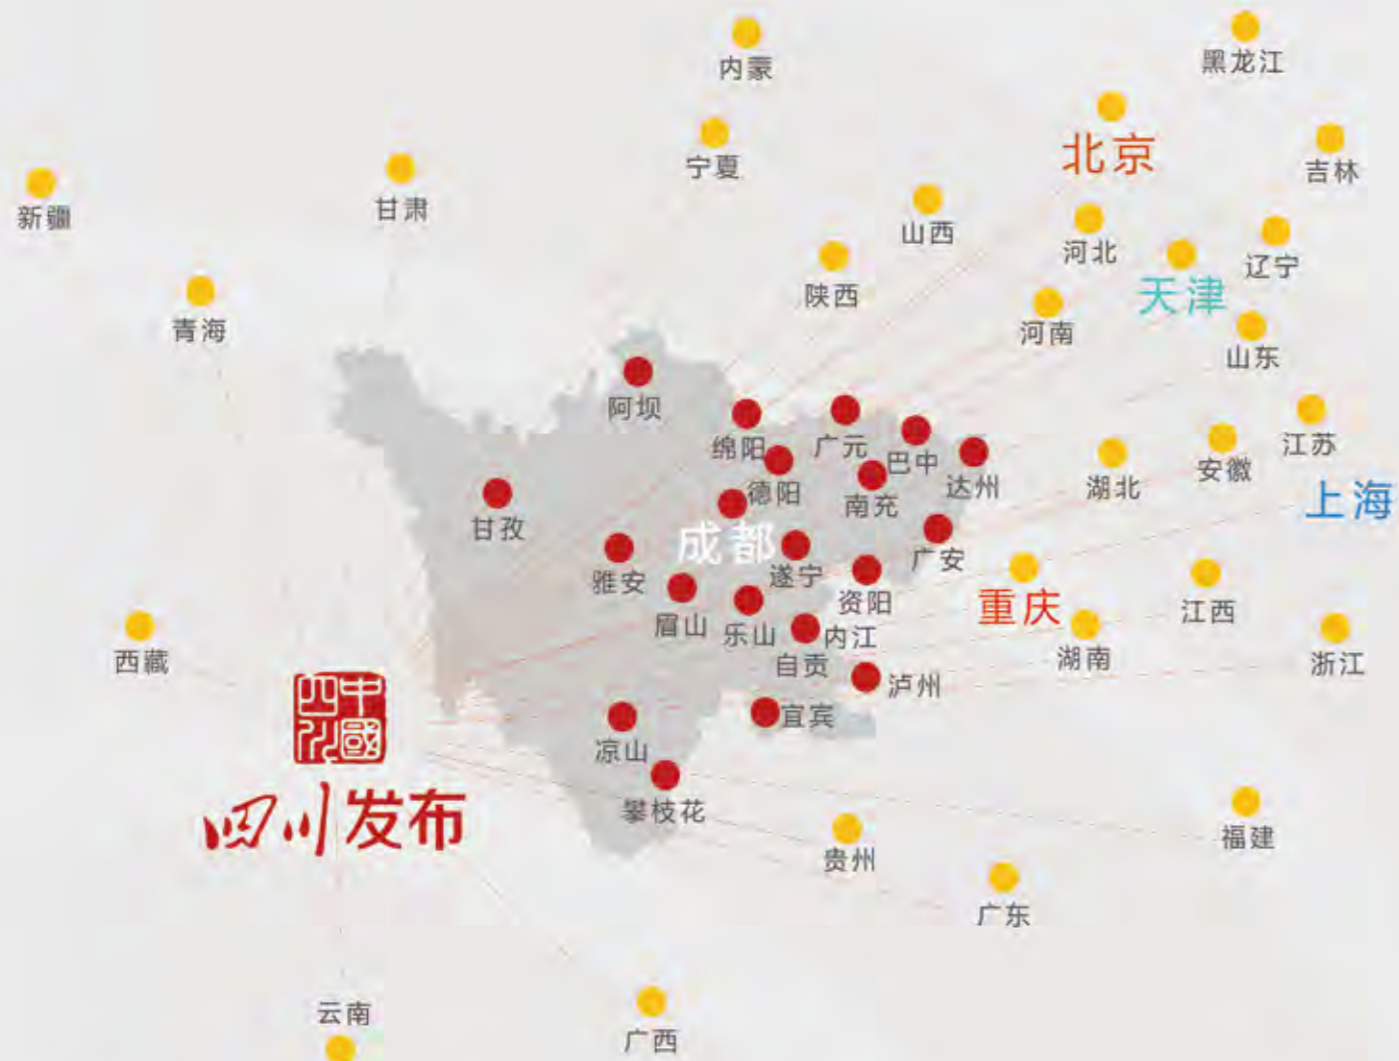 黑龙江
内蒙
北京
宁夏
吉林
甘肃
新疆
山西
河北
辽宁
陕西
天津
青海
河南
山东
阿坝
绵阳
广元
江苏
巴中
安徽
德阳
达州
湖北
南充
上海
甘孜
成都
广安
遂宁
雅安
资阳
重庆
江西
眉山
乐山
内江
西藏
自贡
湖南
浙江
泸州
中國
四川
宜宾
凉山
攀枝花
四川发布
福建
贵州
广东
云南
广西